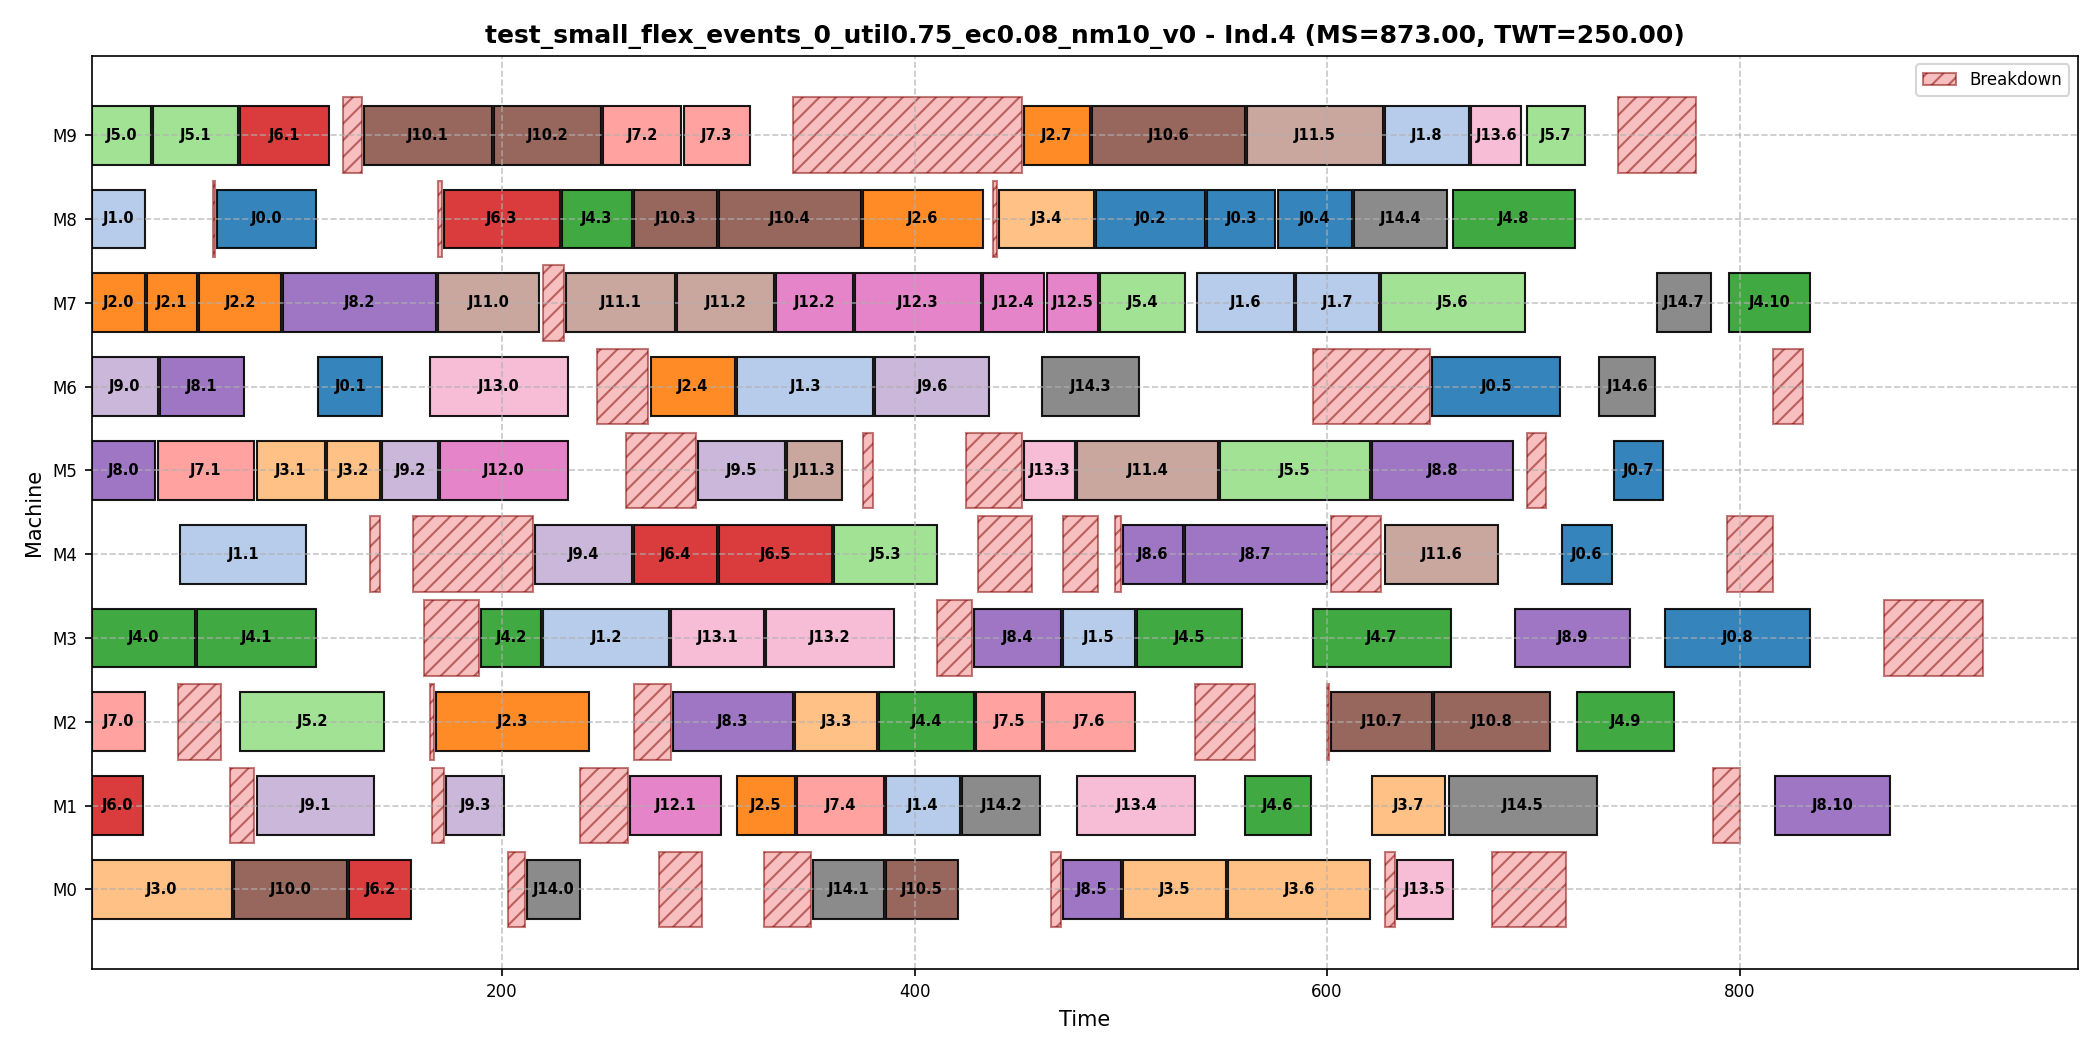 test_small_flex_events_0_util0.75_ec0.08_nm10_v0 - Ind.4 (MS=873.00, TWT=250.00)
Breakdown
M9 J5.0 J5.1 J6.1 J10.1 J10.2 J7.2 J7.3 J2.7 J10.6 J11.5 J1.8 J13.6 J5.7
M8 J1.0 J0.0 J6.3 J4.3 J10.3 J10.4 J2.6 J3.4 J0.2 J0.3 J0.4 J14.4 J4.8
M7 J2.0 J2.1 J2.2 J8.2 J11.0 J11.1 J11.2 J12.2 J12.3 J12.4 J12.5 J5.4 J1.6 J1.7 J5.6 J14.7 J4.10
M6 J9.0 J8.1 J0.1 J13.0 J2.4 J1.3 J9.6 J14.3 J0.5 J14.6
M5 J8.0 J7.1 J3.1 J3.2 J9.2 J12.0 J9.5 J11.3 J13.3 J11.4 J5.5 J8.8 J0.7
M4 J1.1 J9.4 J6.4 J6.5 J5.3 J8.6 J8.7 J11.6 J0.6
M3 J4.0 J4.1 J4.2 J1.2 J13.1 J13.2 J8.4 J1.5 J4.5 J4.7 J8.9 J0.8
M2 J7.0 J5.2 J2.3 J8.3 J3.3 J4.4 J7.5 J7.6 J10.7 J10.8 J4.9
M1 J6.0 J9.1 J9.3 J12.1 J2.5 J7.4 J1.4 J14.2 J13.4 J4.6 J3.7 J14.5 J8.10
M0 J3.0 J10.0 J6.2 J14.0 J14.1 J10.5 J8.5 J3.5 J3.6 J13.5
Machine
200 400 600 800
Time